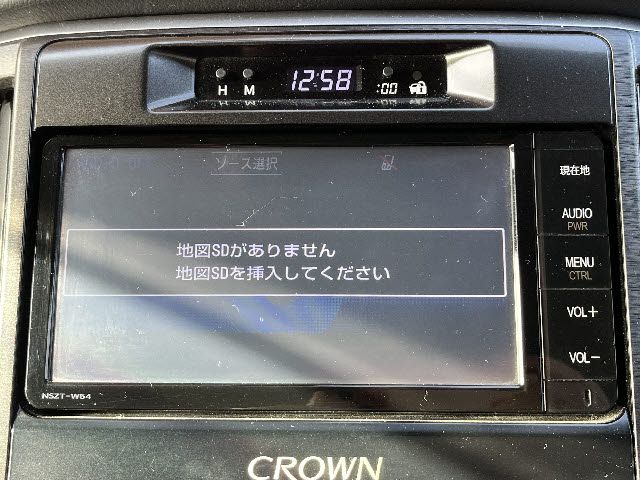 12:58
H M :00
ソース選択
現在地
AUDIO
PWR
地図SDがありません
地図SDを挿入してください
MENU
CTRL
VOL+
VOL−
NSZT-W64
CROWN